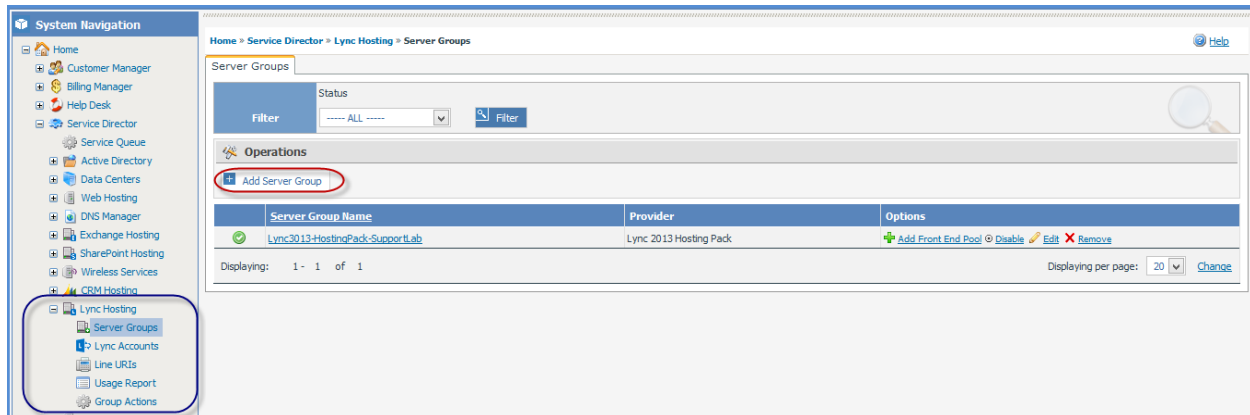 System Navigation
Home
Customer Manager
Billing Manager
Help Desk
Service Director
Service Queue
Active Directory
Data Centers
Web Hosting
DNS Manager
Exchange Hosting
SharePoint Hosting
Wireless Services
CRM Hosting
Lync Hosting
Server Groups
Lync Accounts
Line URIs
Usage Report
Group Actions
Home » Service Director » Lync Hosting » Server Groups
Help
Server Groups
Status
Filter ----- ALL ----- Filter
Operations
Add Server Group
Server Group Name Provider Options
Lync3013-HostingPack-SupportLab Lync 2013 Hosting Pack Add Front End Pool Disable Edit Remove
Displaying: 1 - 1 of 1 Displaying per page: 20 Change